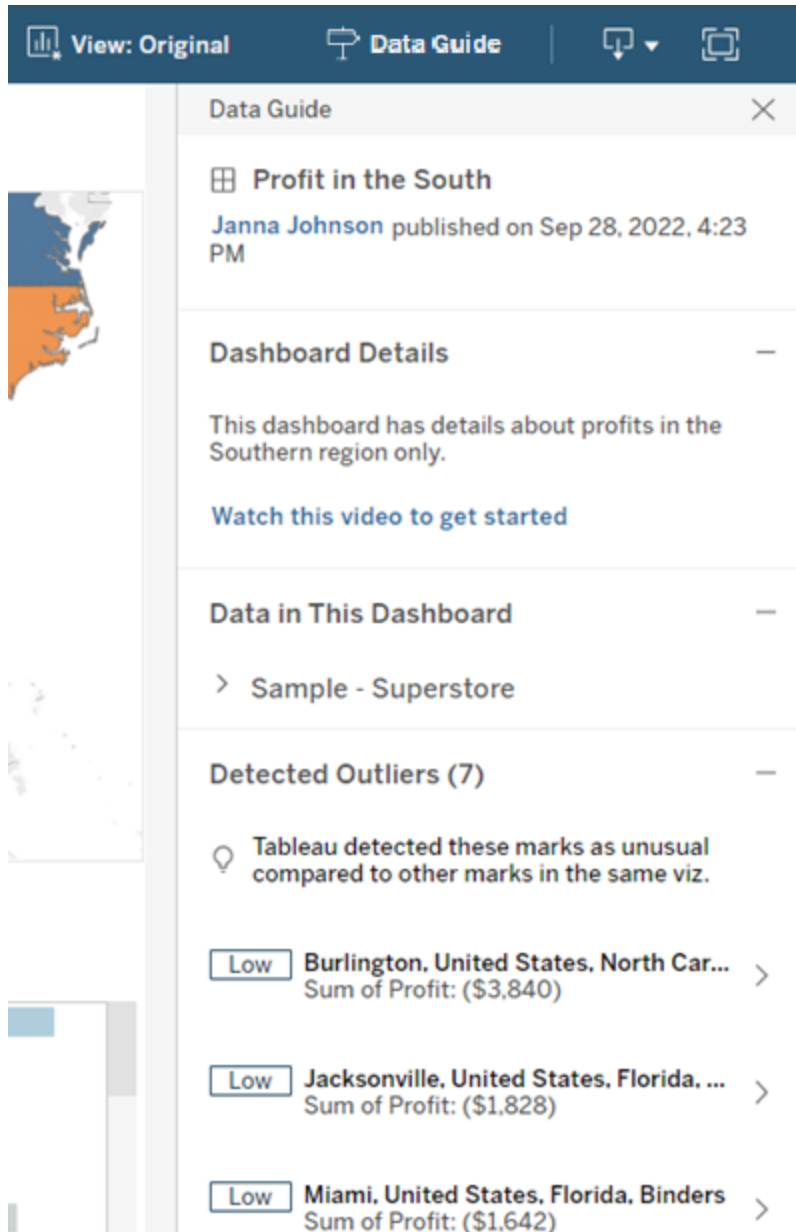 View: Original
Data Guide
Data Guide
Profit in the South
Janna Johnson published on Sep 28, 2022, 4:23
PM
Dashboard Details
This dashboard has details about profits in the
Southern region only.
Watch this video to get started
Data in This Dashboard
Sample - Superstore
Detected Outliers (7)
Tableau detected these marks as unusual
compared to other marks in the same viz.
Low Burlington, United States, North Car...
Sum of Profit: ($3,840)
Low Jacksonville, United States, Florida, ...
Sum of Profit: ($1,828)
Low Miami, United States, Florida, Binders
Sum of Profit: ($1,642)